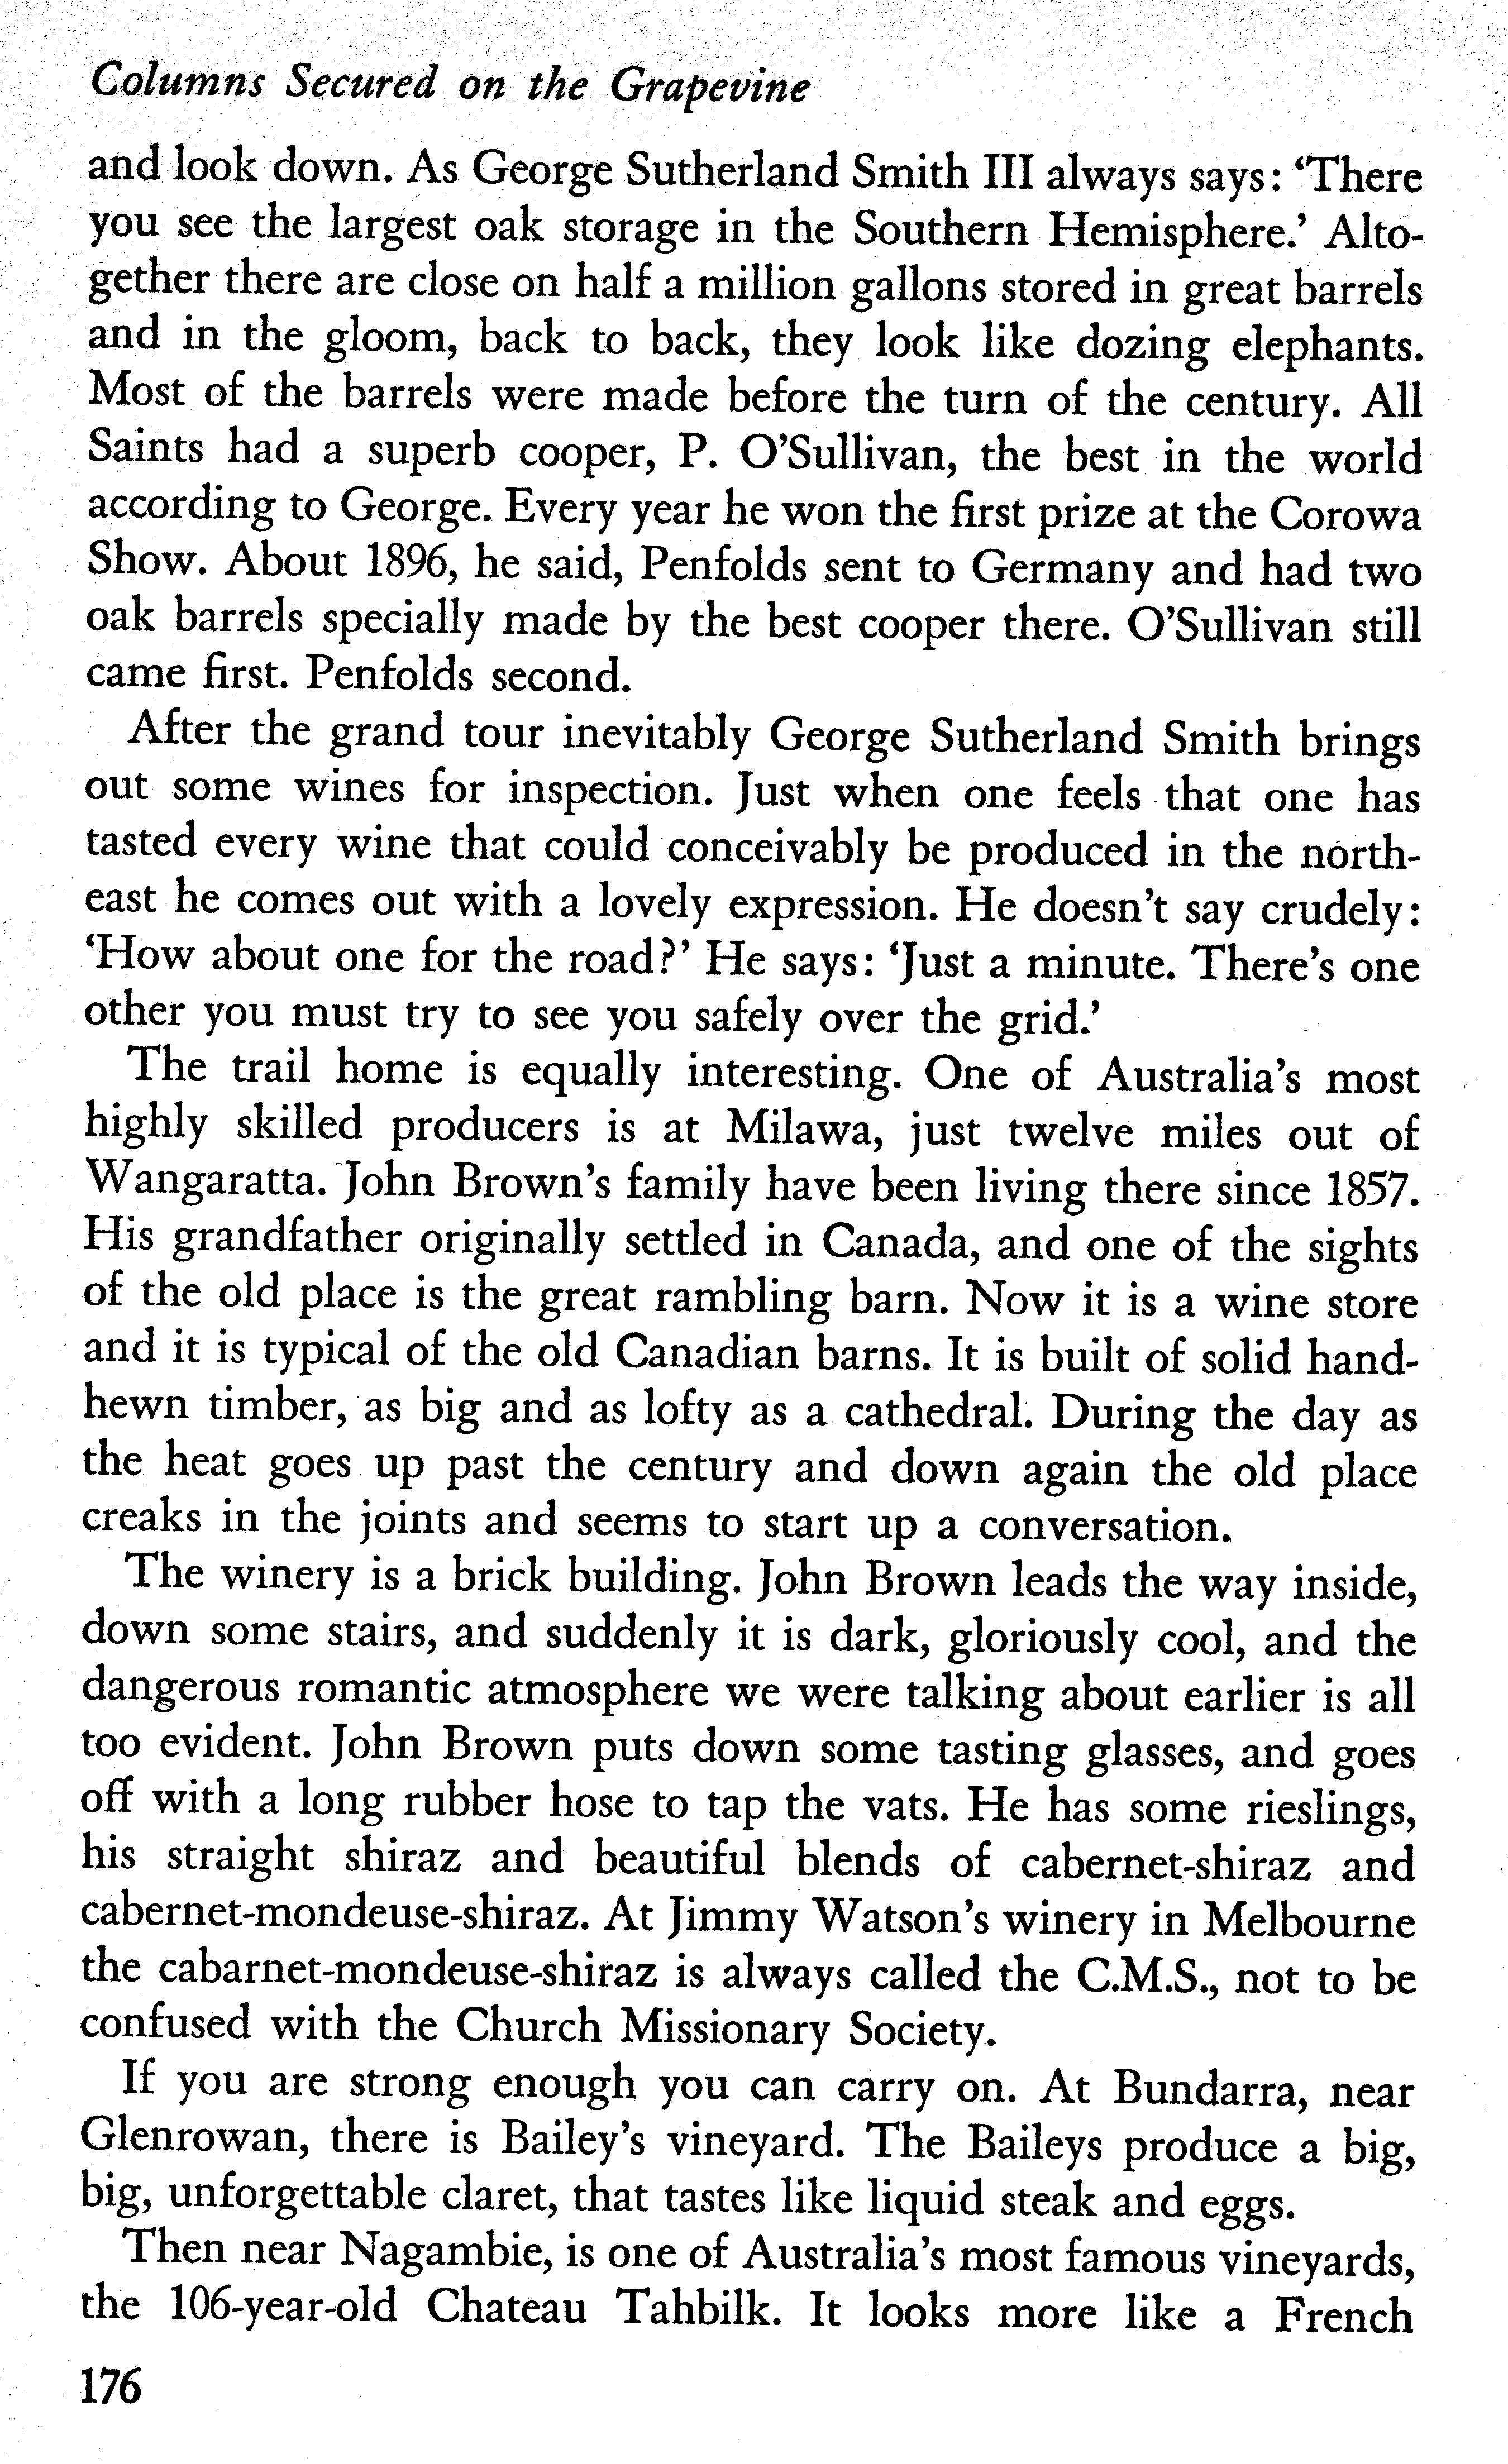 Columns Secured on the Grapevine
and look down. As George Sutherland Smith III always says: ‘There
you see the largest oak storage in the Southern Hemisphere.’ Alto-
gether there are close on half a million gallons stored in great barrels
and in the gloom, back to back, they look like dozing elephants.
Most of the barrels were made before the turn of the century. All
Saints had a superb cooper, P. O’Sullivan, the best in the world
according to George. Every year he won the first prize at the Corowa
Show. About 1896, he said, Penfolds sent to Germany and had two
oak barrels specially made by the best cooper there. O’Sullivan still
came first. Penfolds second.
After the grand tour inevitably George Sutherland Smith brings
out some wines for inspection. Just when one feels that one has
tasted every wine that could conceivably be produced in the north-
east he comes out with a lovely expression. He doesn’t say crudely:
‘How about one for the road?’ He says: ‘Just a minute. There’s one
other you must try to see you safely over the grid.’
The trail home is equally interesting. One of Australia’s most
highly skilled producers is at Milawa, just twelve miles out of
Wangaratta. John Brown’s family have been living there since 1857.
His grandfather originally settled in Canada, and one of the sights
of the old place is the great rambling barn. Now it is a wine store
and it is typical of the old Canadian barns. It is built of solid hand-
hewn timber, as big and as lofty as a cathedral. During the day as
the heat goes up past the century and down again the old place
creaks in the joints and seems to start up a conversation.
The winery is a brick building. John Brown leads the way inside,
down some stairs, and suddenly it is dark, gloriously cool, and the
dangerous romantic atmosphere we were talking about earlier is all
too evident. John Brown puts down some tasting glasses, and goes
off with a long rubber hose to tap the vats. He has some rieslings,
his straight shiraz and beautiful blends of cabernet-shiraz and
cabernet-mondeuse-shiraz. At Jimmy Watson’s winery in Melbourne
the cabarnet-mondeuse-shiraz is always called the C.M.S., not to be
confused with the Church Missionary Society.
If you are strong enough you can carry on. At Bundarra, near
Glenrowan, there is Bailey’s vineyard. The Baileys produce a big,
big, unforgettable claret, that tastes like liquid steak and eggs.
Then near Nagambie, is one of Australia’s most famous vineyards,
the 106-year-old Chateau Tahbilk. It looks more like a French
176